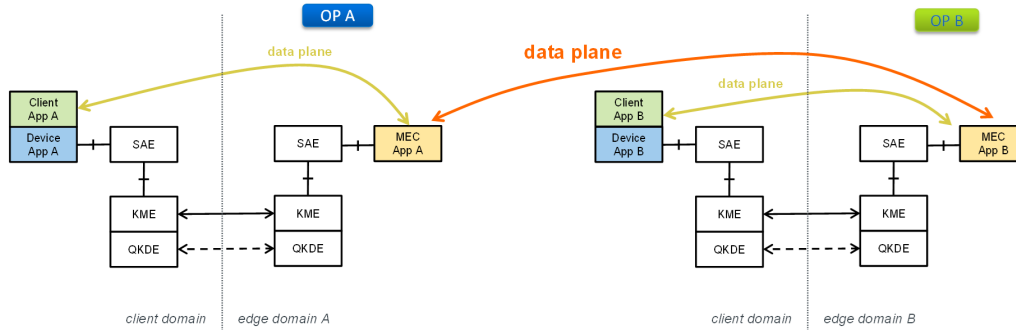 OP A
OP B
data plane
data plane
data plane
Client
App A
Device
App A
SAE
SAE
MEC
App A
KME
KME
QKDE
QKDE
Client
App B
Device
App B
SAE
SAE
MEC
App B
KME
KME
QKDE
QKDE
client domain
edge domain A
client domain
edge domain B